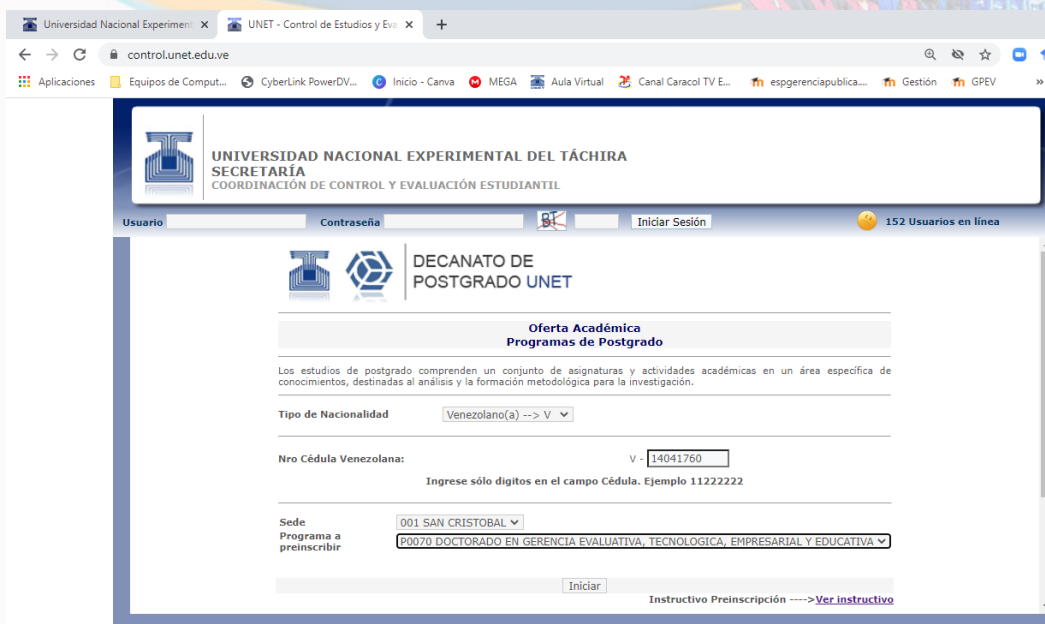 Universidad Nacional Experiment
UNET - Control de Estudios y Eva
control.unet.edu.ve
Aplicaciones
Equipos de Comput...
CyberLink PowerDV...
Inicio - Canva
MEGA
Aula Virtual
Canal Caracol TV E...
espgerenciapublica....
Gestión
GPEV
UNIVERSIDAD NACIONAL EXPERIMENTAL DEL TÁCHIRA
SECRETARÍA
COORDINACIÓN DE CONTROL Y EVALUACIÓN ESTUDIANTIL
Usuario Contraseña Iniciar Sesión 152 Usuarios en línea
DECANATO DE
POSTGRADO UNET
Oferta Académica
Programas de Postgrado
Los estudios de postgrado comprenden un conjunto de asignaturas y actividades académicas en un área específica de
conocimientos, destinadas al análisis y la formación metodológica para la investigación.
Tipo de Nacionalidad Venezolano(a) --> V
Nro Cédula Venezolana: V - 14041760
Ingrese sólo digitos en el campo Cédula. Ejemplo 11222222
Sede 001 SAN CRISTOBAL
Programa a
preinscribir
P0070 DOCTORADO EN GERENCIA EVALUATIVA, TECNOLOGICA, EMPRESARIAL Y EDUCATIVA
Iniciar
Instructivo Preinscripción ---->Ver instructivo